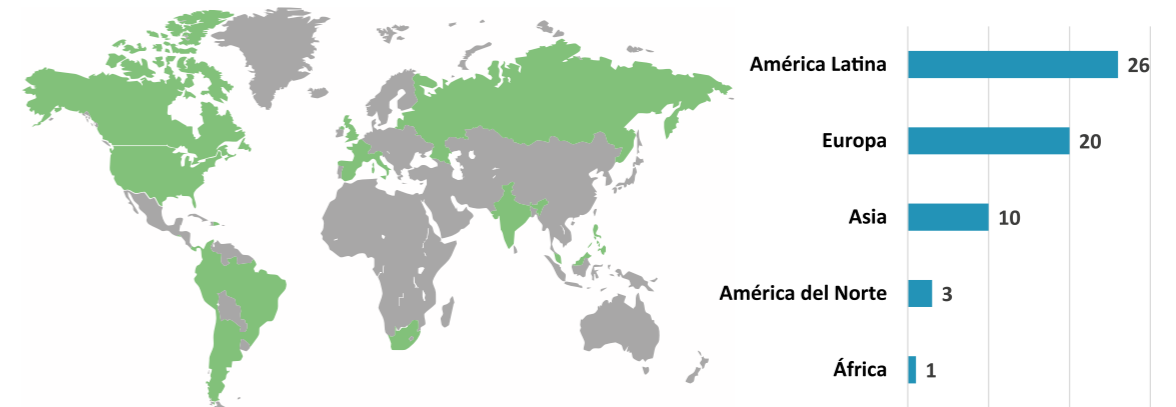 América Latina 26
Europa 20
Asia 10
América del Norte 3
África 1